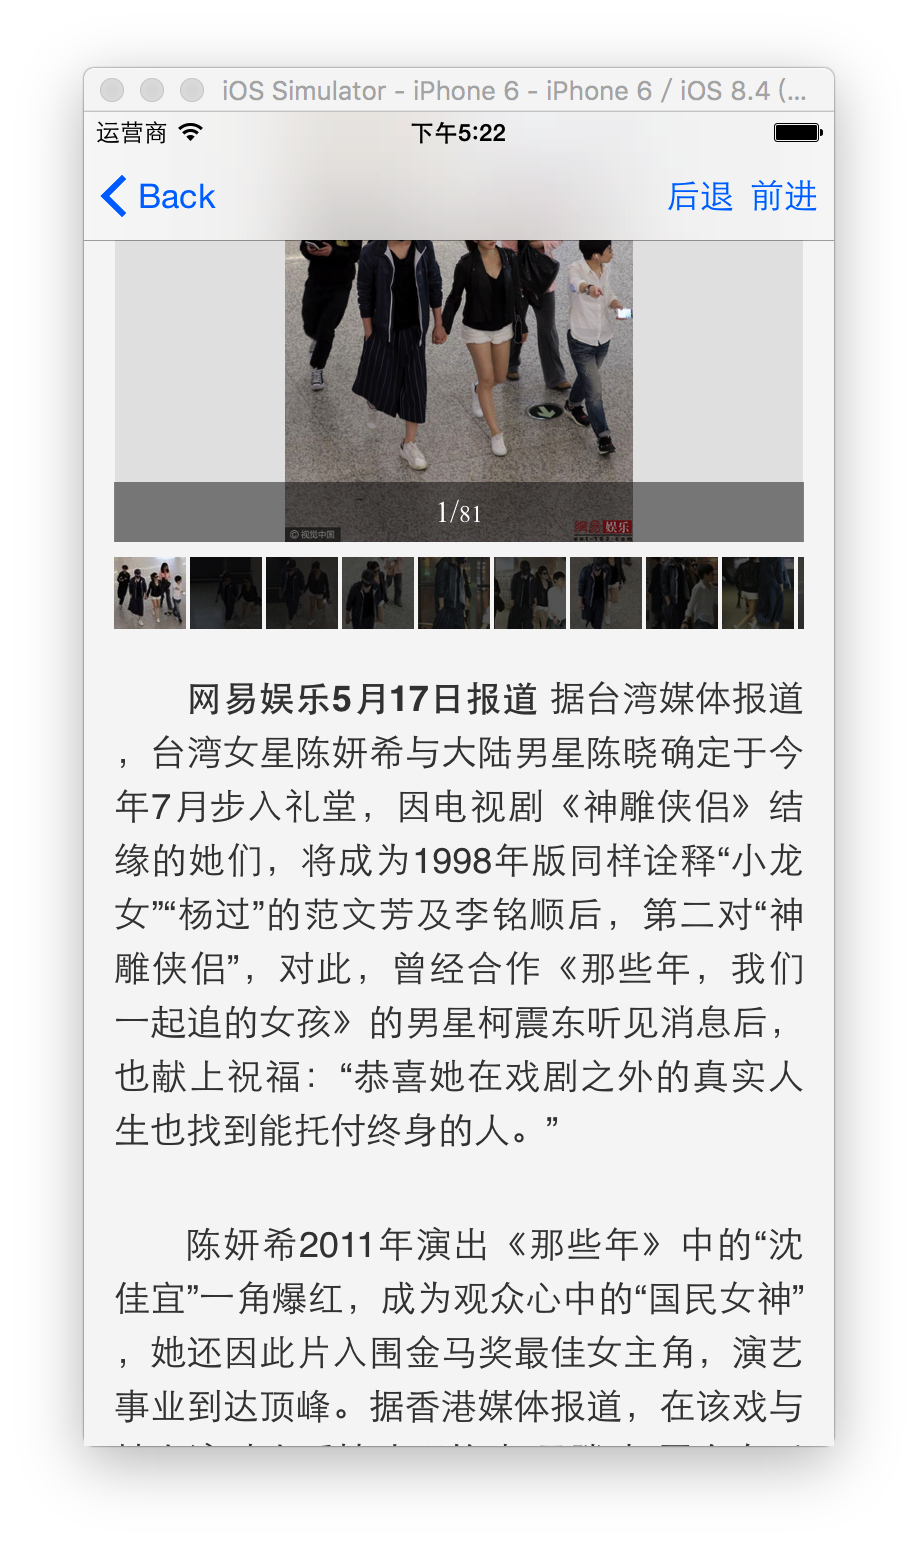 iOS Simulator - iPhone 6 - iPhone 6 / iOS 8.4 (...
运营商 下午5:22
Back 后退 前进
1/81
©视觉中国
网易娱乐
网易娱乐5月17日报道 据台湾媒体报道
，台湾女星陈妍希与大陆男星陈晓确定于今
年7月步入礼堂，因电视剧《神雕侠侣》结
缘的她们，将成为1998年版同样诠释“小龙
女”“杨过”的范文芳及李铭顺后，第二对“神
雕侠侣”，对此，曾经合作《那些年，我们
一起追的女孩》的男星柯震东听见消息后，
也献上祝福：“恭喜她在戏剧之外的真实人
生也找到能托付终身的人。”
陈妍希2011年演出《那些年》中的“沈
佳宜”一角爆红，成为观众心中的“国民女神”
，她还因此片入围金马奖最佳女主角，演艺
事业到达顶峰。据香港媒体报道，在该戏与